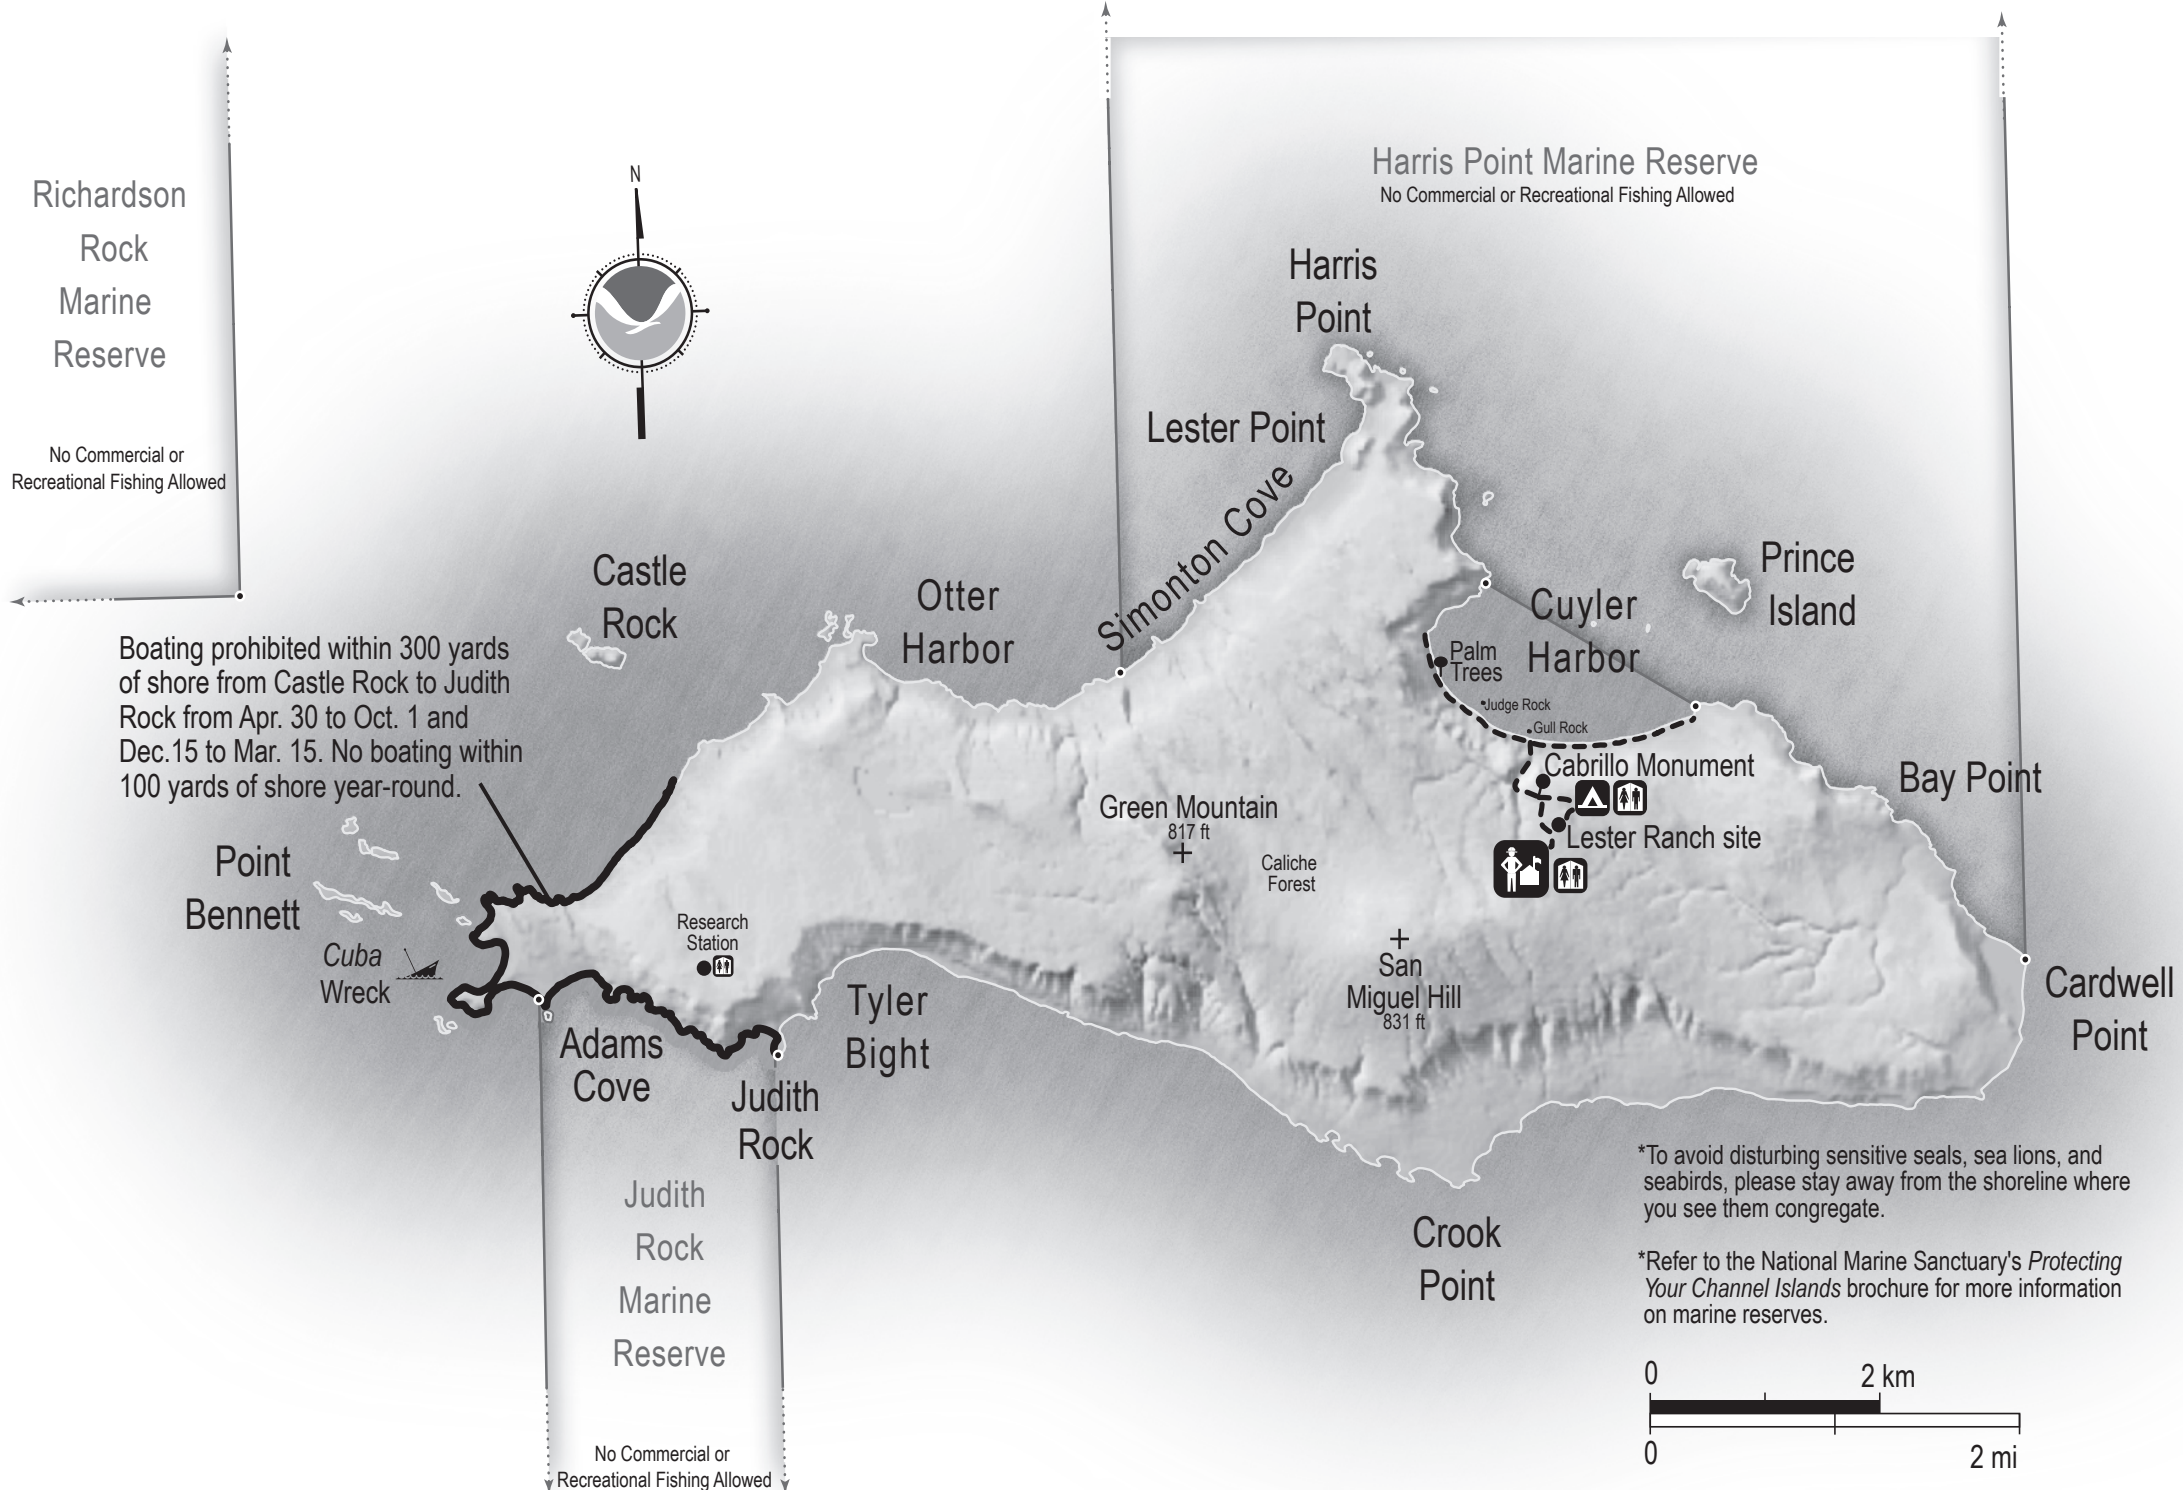 Richardson
Rock
Marine
Reserve
No Commercial or
Recreational Fishing Allowed
N
Harris Point Marine Reserve
No Commercial or Recreational Fishing Allowed
Harris
Point
Lester Point
Simonton Cove
Castle
Rock
Otter
Harbor
Cuyler
Harbor
Prince
Island
Palm
Trees
Judge Rock
Gull Rock
Boating prohibited within 300 yards
of shore from Castle Rock to Judith
Rock from Apr. 30 to Oct. 1 and
Dec.15 to Mar. 15. No boating within
100 yards of shore year-round.
Cabrillo Monument
Bay Point
Green Mountain
817 ft
Lester Ranch site
Caliche
Forest
Point
Bennett
Cuba
Wreck
Research
Station
San
Miguel Hill
831 ft
Cardwell
Point
Tyler
Bight
Adams
Cove
Judith
Rock
Judith
Rock
Marine
Reserve
No Commercial or
Recreational Fishing Allowed
Crook
Point
*To avoid disturbing sensitive seals, sea lions, and
seabirds, please stay away from the shoreline where
you see them congregate.
*Refer to the National Marine Sanctuary's Protecting
Your Channel Islands brochure for more information
on marine reserves.
0
2 km
0
2 mi